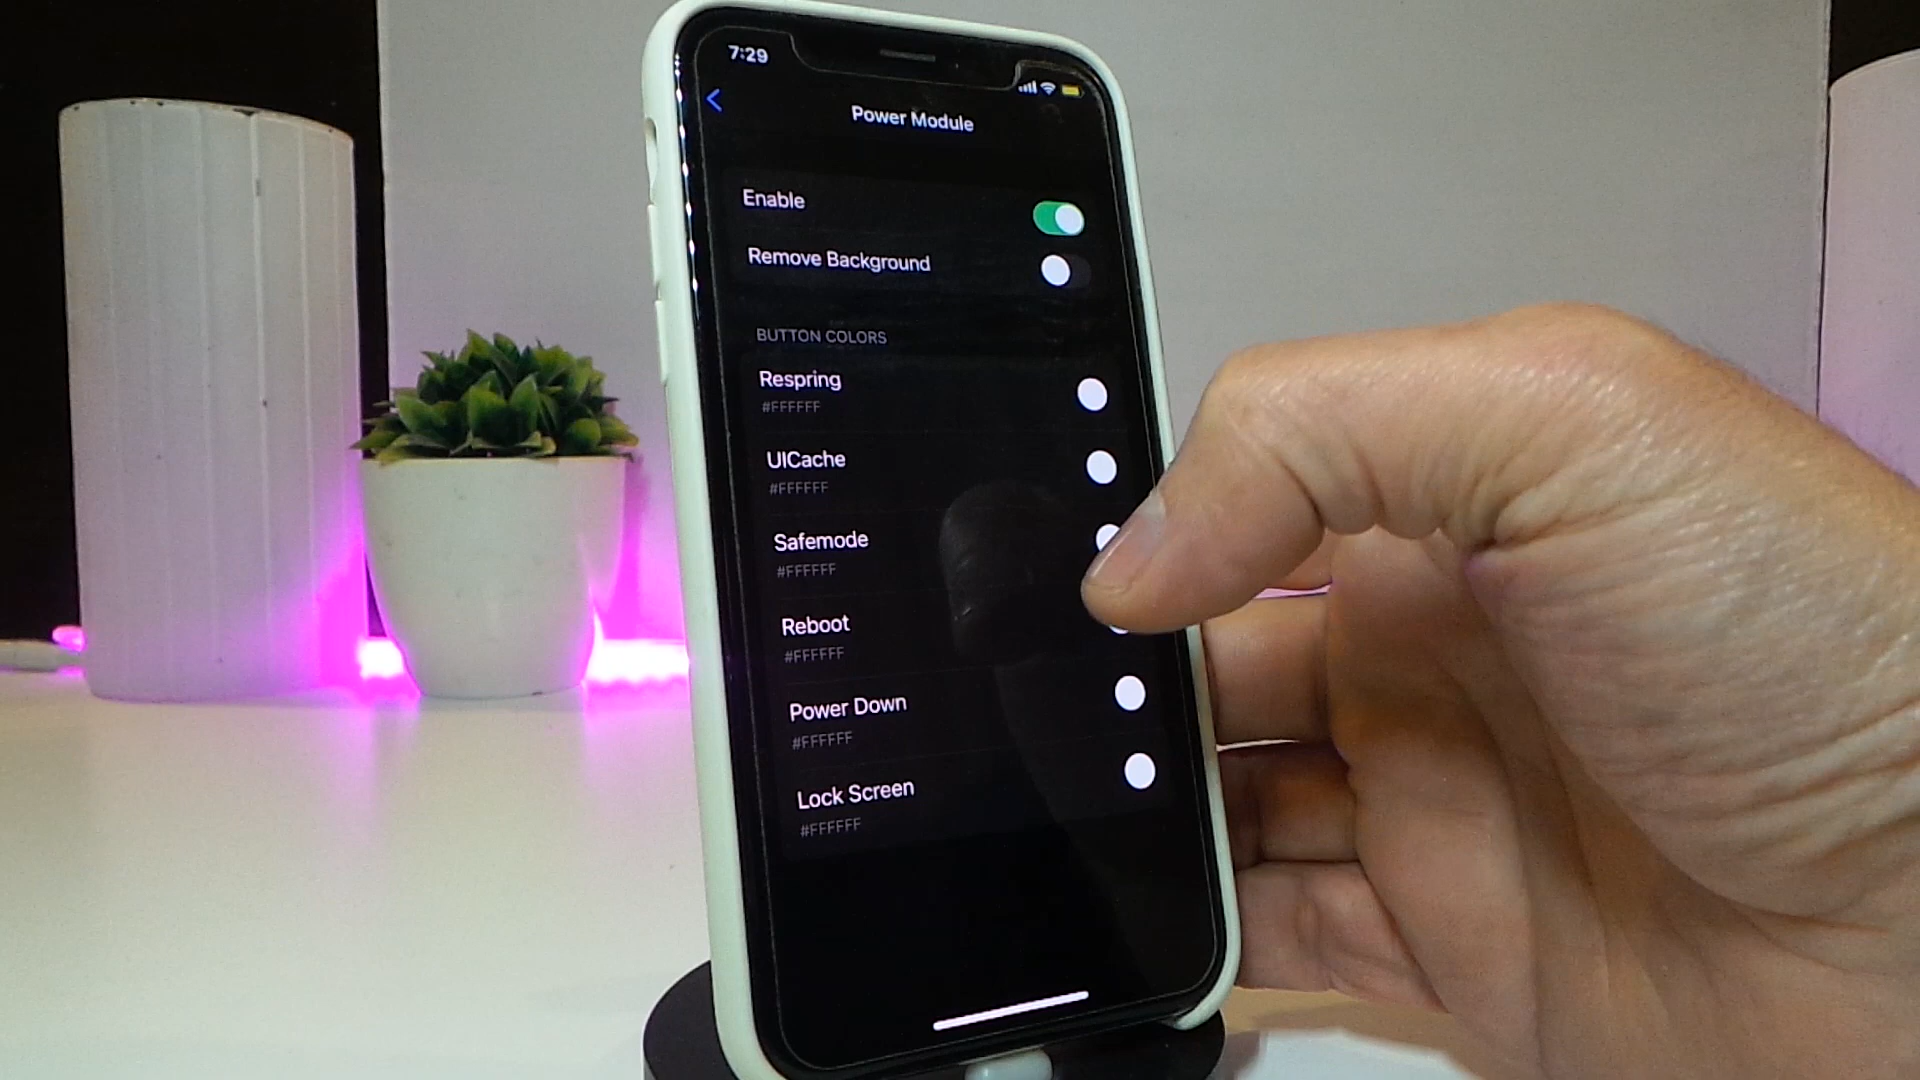 7:29
Power Module
Enable
Remove Background
BUTTON COLORS
Respring
#FFFFFF
UICache
#FFFFFF
Safemode
#FFFFFF
Reboot
#FFFFFF
Power Down
#FFFFFF
Lock Screen
#FFFFFF